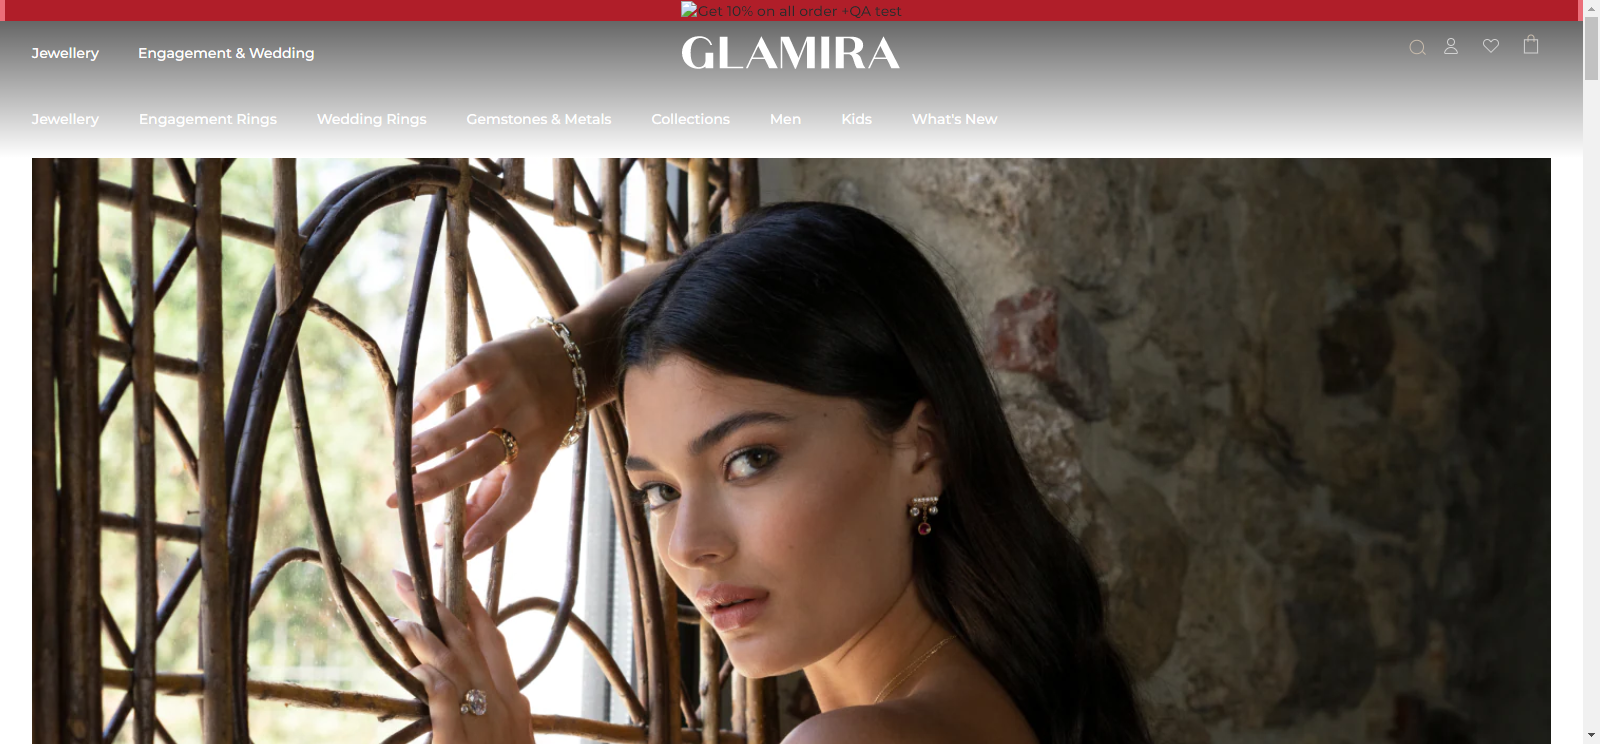 Get 10% on all order +QA test
Jewellery Engagement & Wedding
GLAMIRA
Jewellery Engagement Rings Wedding Rings Gemstones & Metals Collections Men Kids What's New